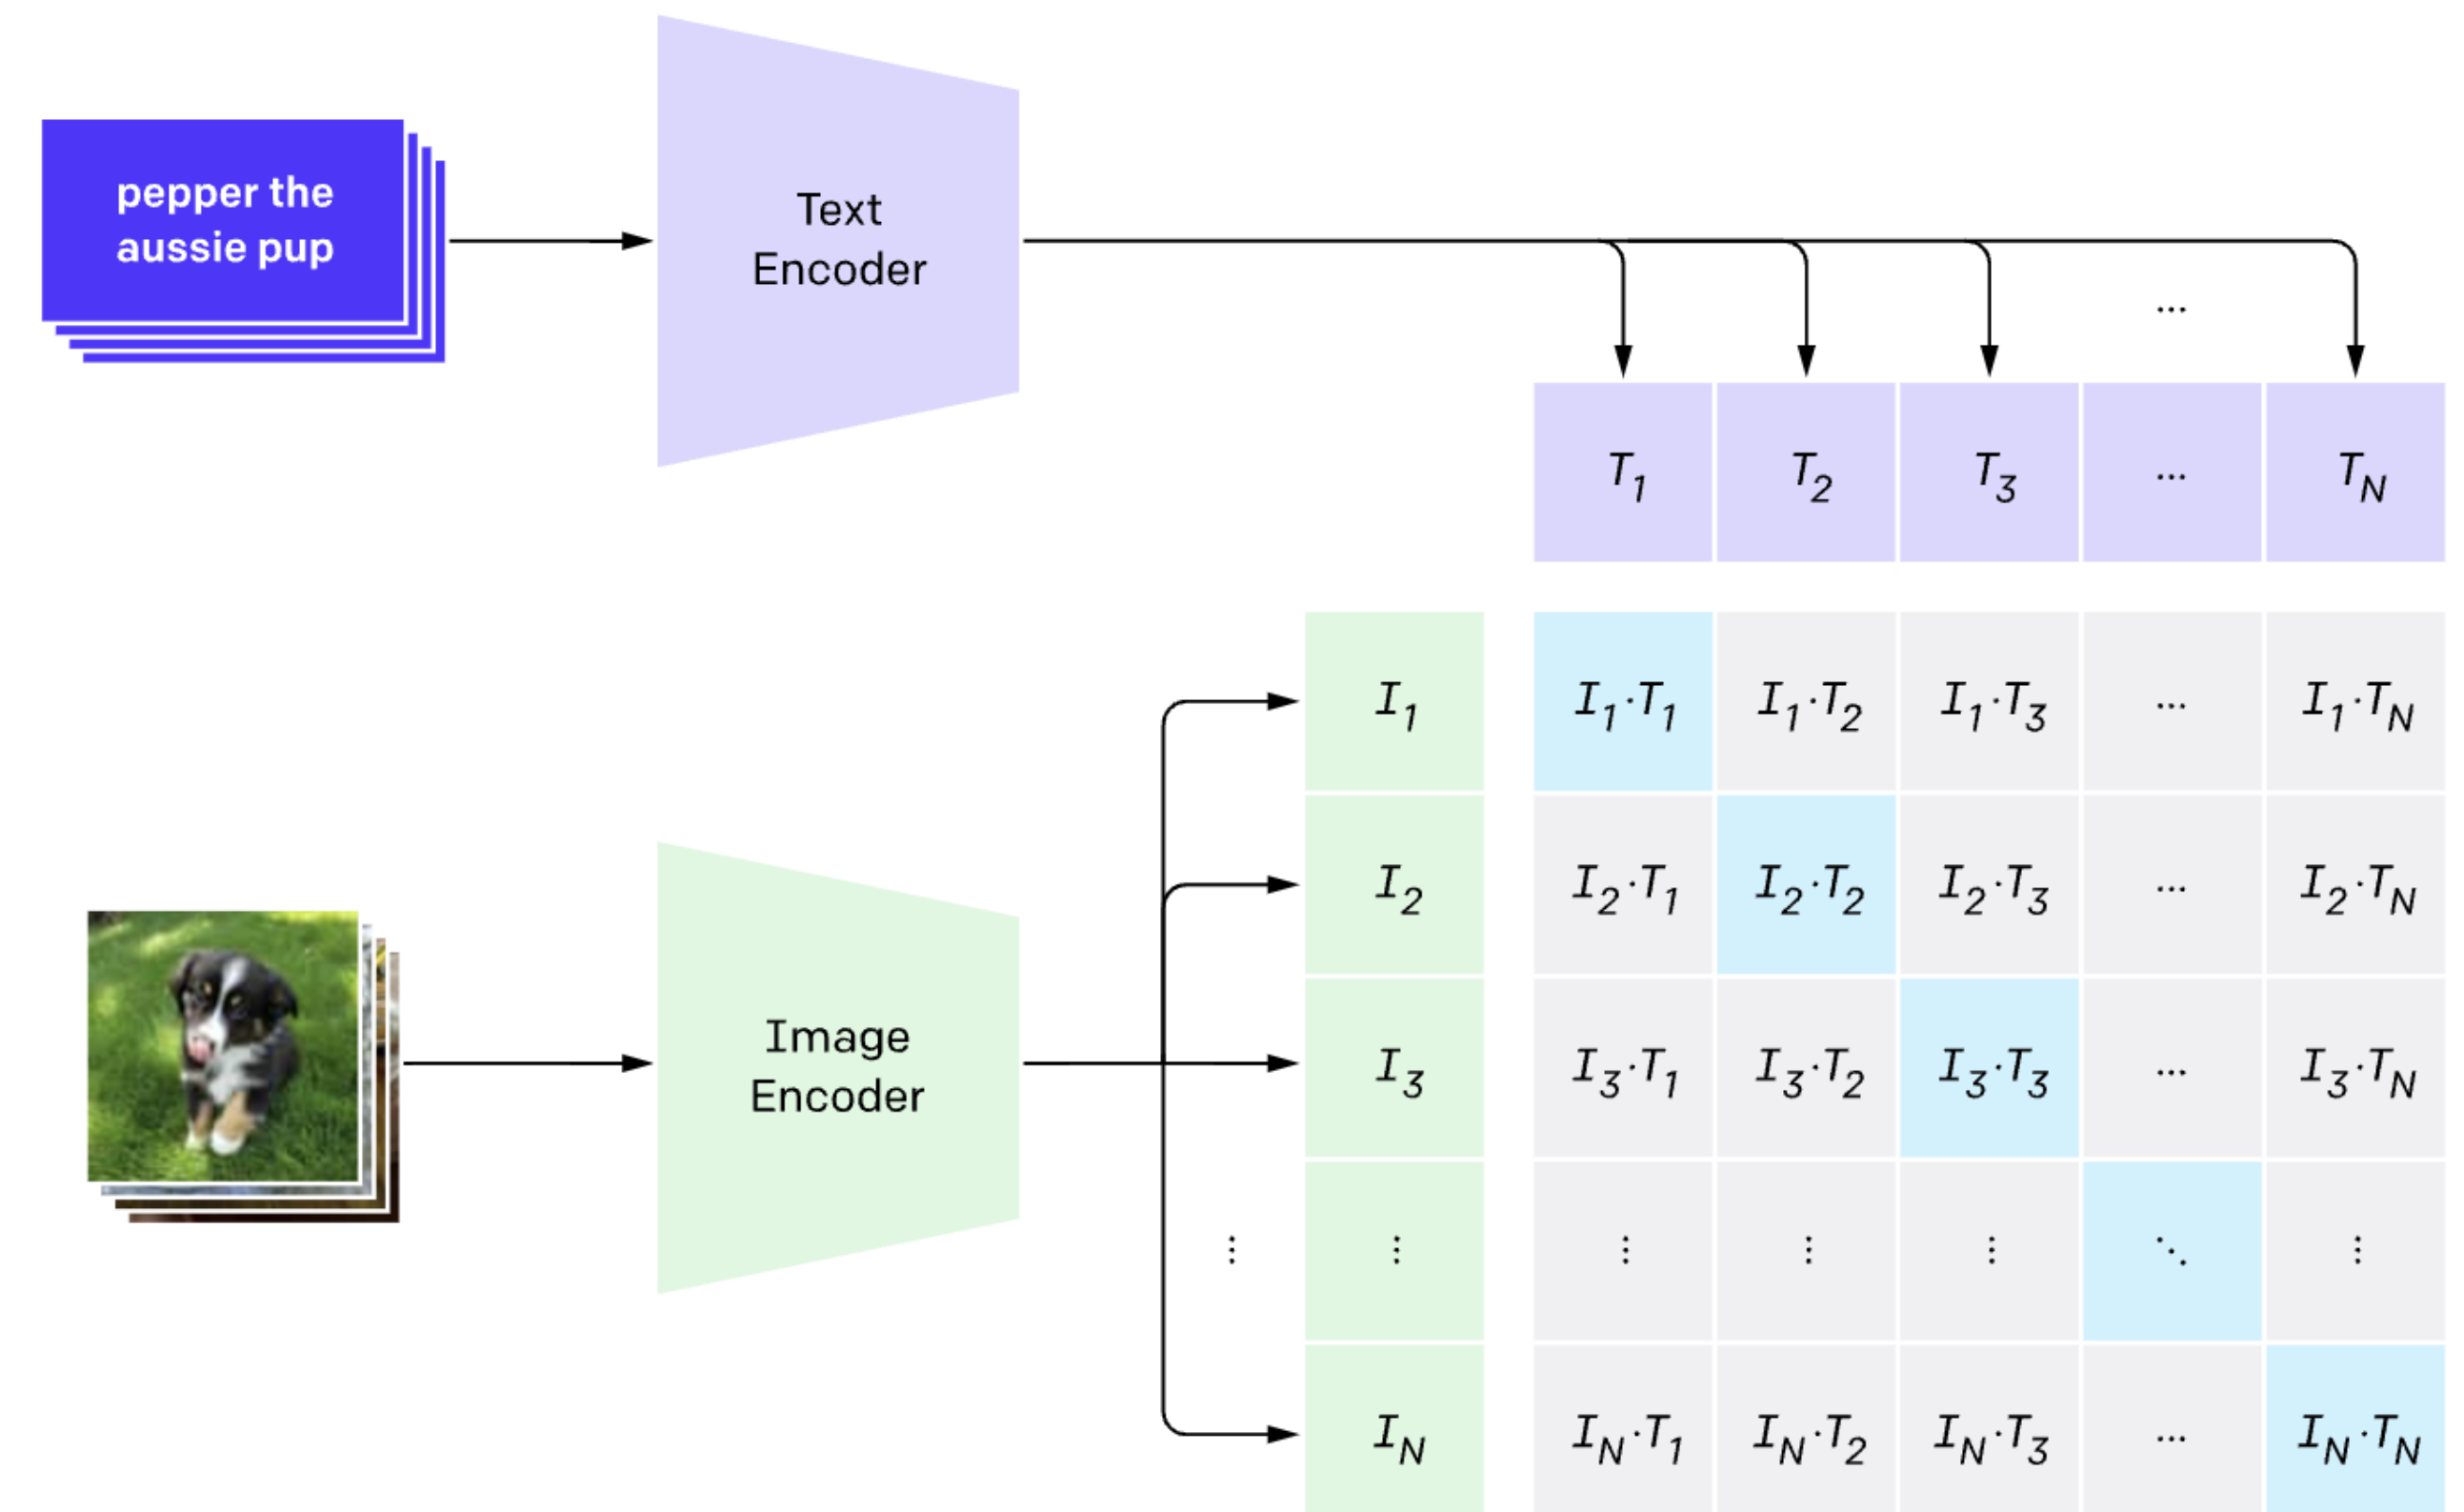 pepper the
aussie pup
Text
Encoder
...
T1 T2 T3 ... TN
Image
Encoder
I1 I1·T1 I1·T2 I1·T3 ... I1·TN
I2 I2·T1 I2·T2 I2·T3 ... I2·TN
I3 I3·T1 I3·T2 I3·T3 ... I3·TN
⋮ ⋮ ⋮ ⋮ ⋮ ⋱ ⋮
IN IN·T1 IN·T2 IN·T3 ... IN·TN